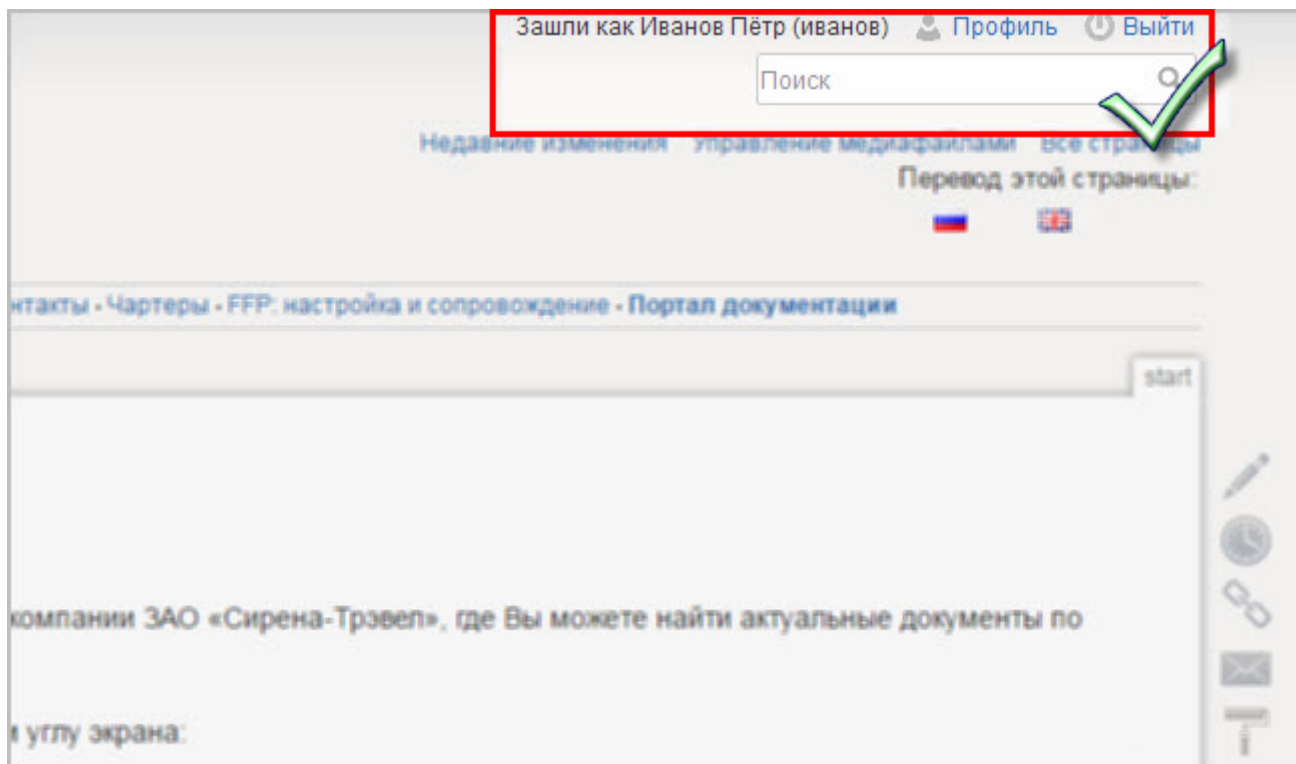 Зашли как Иванов Пётр (иванов) Профиль Выйти
Поиск
Недавние изменения Управление медиафайлами Все страницы
Перевод этой страницы:
нтакты - Чартеры - FFP: настройка и сопровождение - Портал документации
start
компании ЗАО «Сирена-Трэвел», где Вы можете найти актуальные документы по
углу экрана: